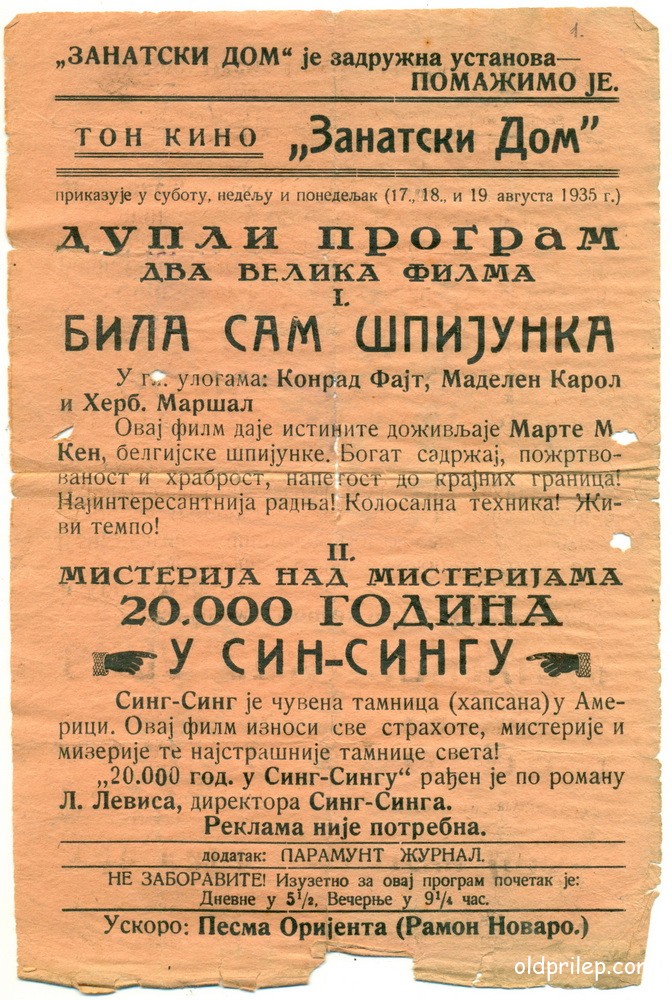 1.
„ЗАНАТСКИ ДОМ“ је задружна установа—
ПОМАЖИМО ЈЕ.
ТОН КИНО „Занатски Дом”
приказује у суботу, недељу и понедељак (17., 18., и 19 августа 1935 г.)
ДУПЛИ ПРОГРАМ
ДВА ВЕЛИКА ФИЛМА
I.
БИЛА САМ ШПИЈУНКА
У улогама: Конрад Фајт, Маделен Карол
и Херб. Маршал
Овај филм даје истините доживљаје Марте М
Кен, белгијске шпијунке. Богат садржај, пожртво-
ваност и храброст, напетост до крајних граница!
Најинтересантнија радња! Колосална техника! Жи-
ви темпо!
II.
МИСТЕРИЈА НАД МИСТЕРИЈАМА
20.000 ГОДИНА
У СИН-СИНГУ
Синг-Синг је чувена тамница (хапсана) у Аме-
рици. Овај филм износи све страхоте, мистерије и
мизерије те најстрашније тамнице света!
„20.000 год. у Синг-Сингу“ рађен је по роману
Л. Левиса, директора Синг-Синга.
Реклама није потребна.
додатак: ПАРАМУНТ ЖУРНАЛ.
НЕ ЗАБОРАВИТЕ! Изузетно за овај програм почетак је:
Дневне у 5½, Вечерње у 9¼ час.
Ускоро: Песма Оријента (Рамон Новаро.)
oldprilep.com